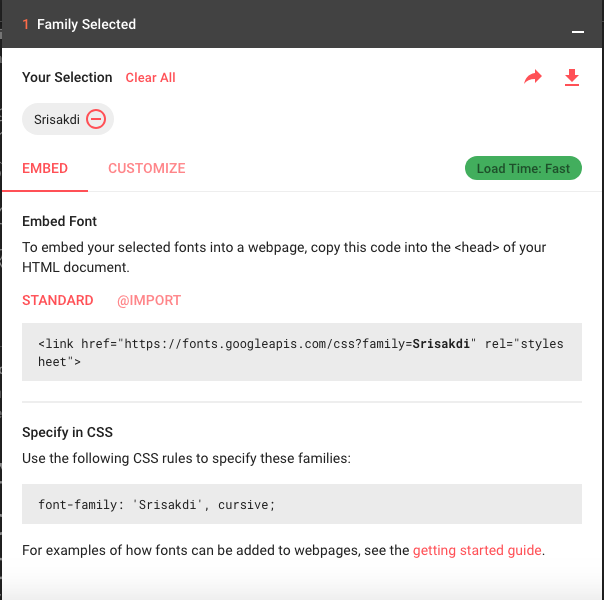 1 Family Selected
Your Selection Clear All
Srisakdi
EMBED CUSTOMIZE Load Time: Fast
Embed Font
To embed your selected fonts into a webpage, copy this code into the <head> of your
HTML document.
STANDARD @IMPORT
<link href="https://fonts.googleapis.com/css?family=Srisakdi" rel="styles
heet">
Specify in CSS
Use the following CSS rules to specify these families:
font-family: 'Srisakdi', cursive;
For examples of how fonts can be added to webpages, see the getting started guide.